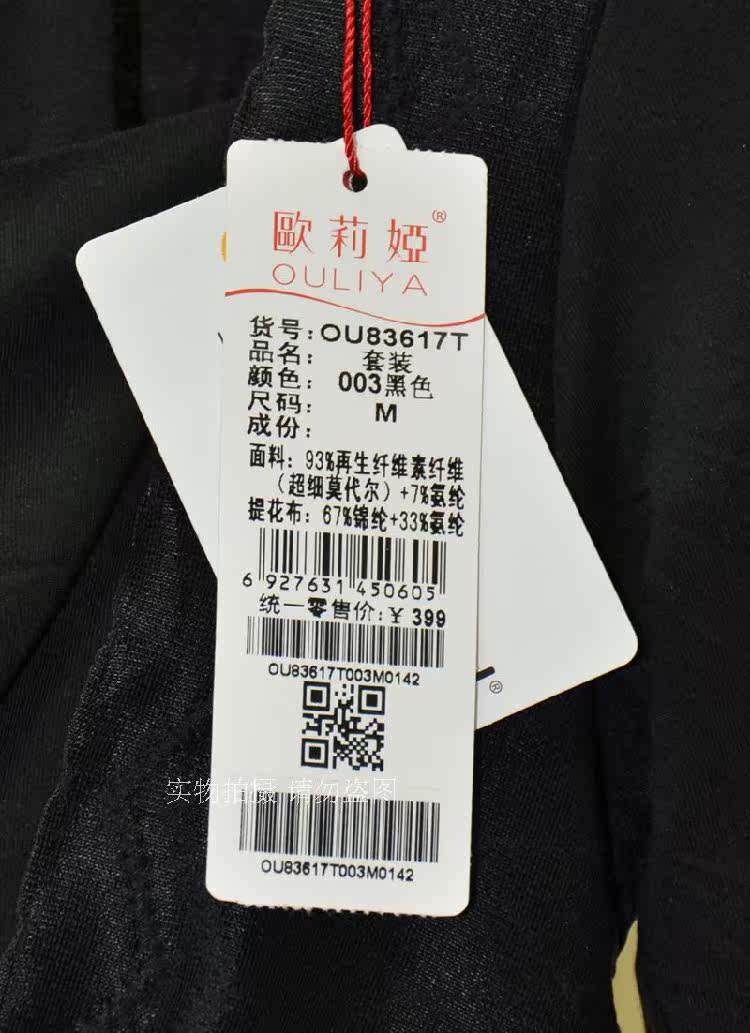 歐莉婭®
OULIYA
货号：OU83617T
品名：套装
颜色：003黑色
尺码：M
成份：
面料：93%再生纤维素纤维
（超细莫代尔）+7%氨纶
提花布：67%锦纶+33%氨纶
6 927631 450605
统一零售价：¥ 399
OU83617T003M0142
®
实物拍摄 请勿盗图
OU83617T003M0142